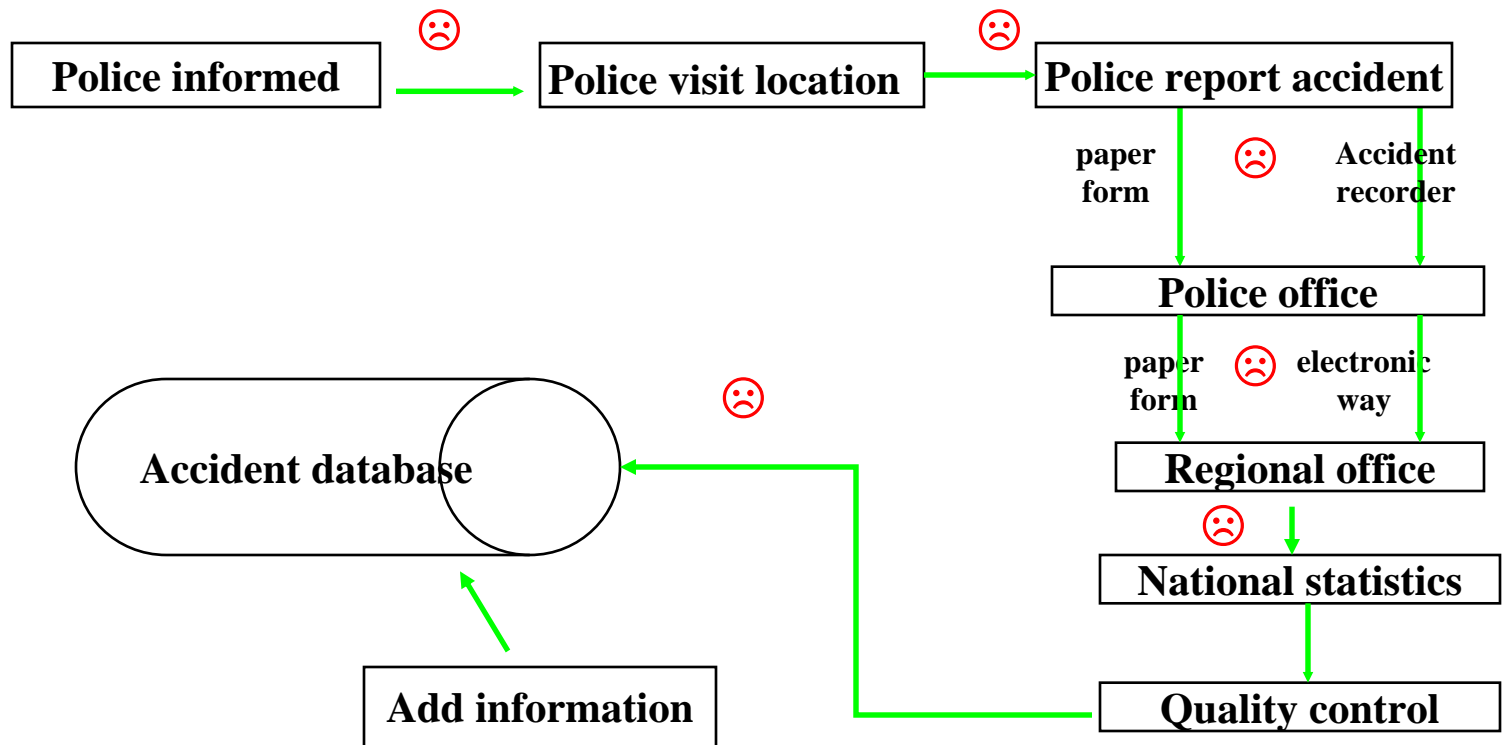 Police informed
Police visit location
Police report accident
paper
form
Accident
recorder
Police office
paper
form
electronic
way
Regional office
National statistics
Quality control
Accident database
Add information